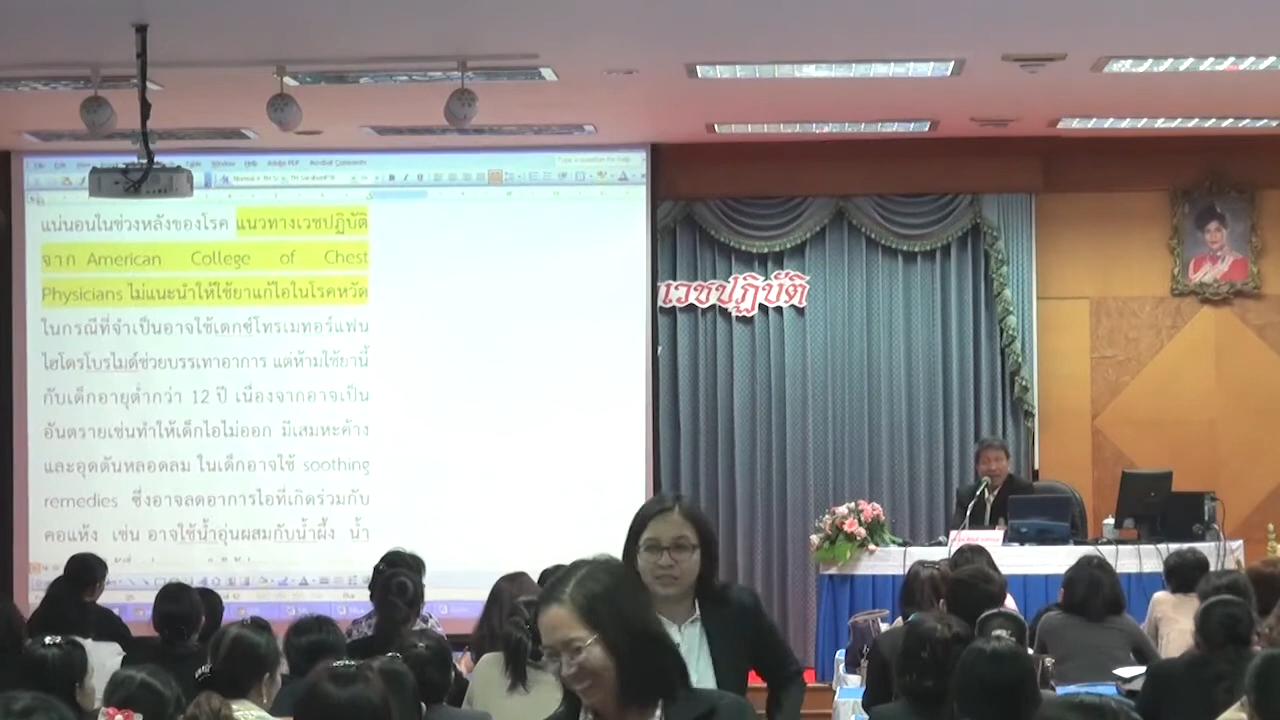 Table Window Help Adobe PDF Acrobat Comments
Type a question for help
แน่นอนในช่วงหลังของโรค แนวทางเวชปฏิบัติ
จาก American College of Chest
Physicians ไม่แนะนำให้ใช้ยาแก้ไอในโรคหวัด
ในกรณีที่จำเป็นอาจใช้เดกซ์โทรเมทอร์แฟน
ไฮโดรโบรไมด์ช่วยบรรเทาอาการ แต่ห้ามใช้ยานี้
กับเด็กอายุต่ำกว่า 12 ปี เนื่องจากอาจเป็น
อันตรายเช่นทำให้เด็กไอไม่ออก มีเสมหะค้าง
และอุดตันหลอดลม ในเด็กอาจใช้ soothing
remedies ซึ่งอาจลดอาการไอที่เกิดร่วมกับ
คอแห้ง เช่น อาจใช้น้ำอุ่นผสมกับน้ำผึ้ง น้ำ
เวชปฏิบัติ